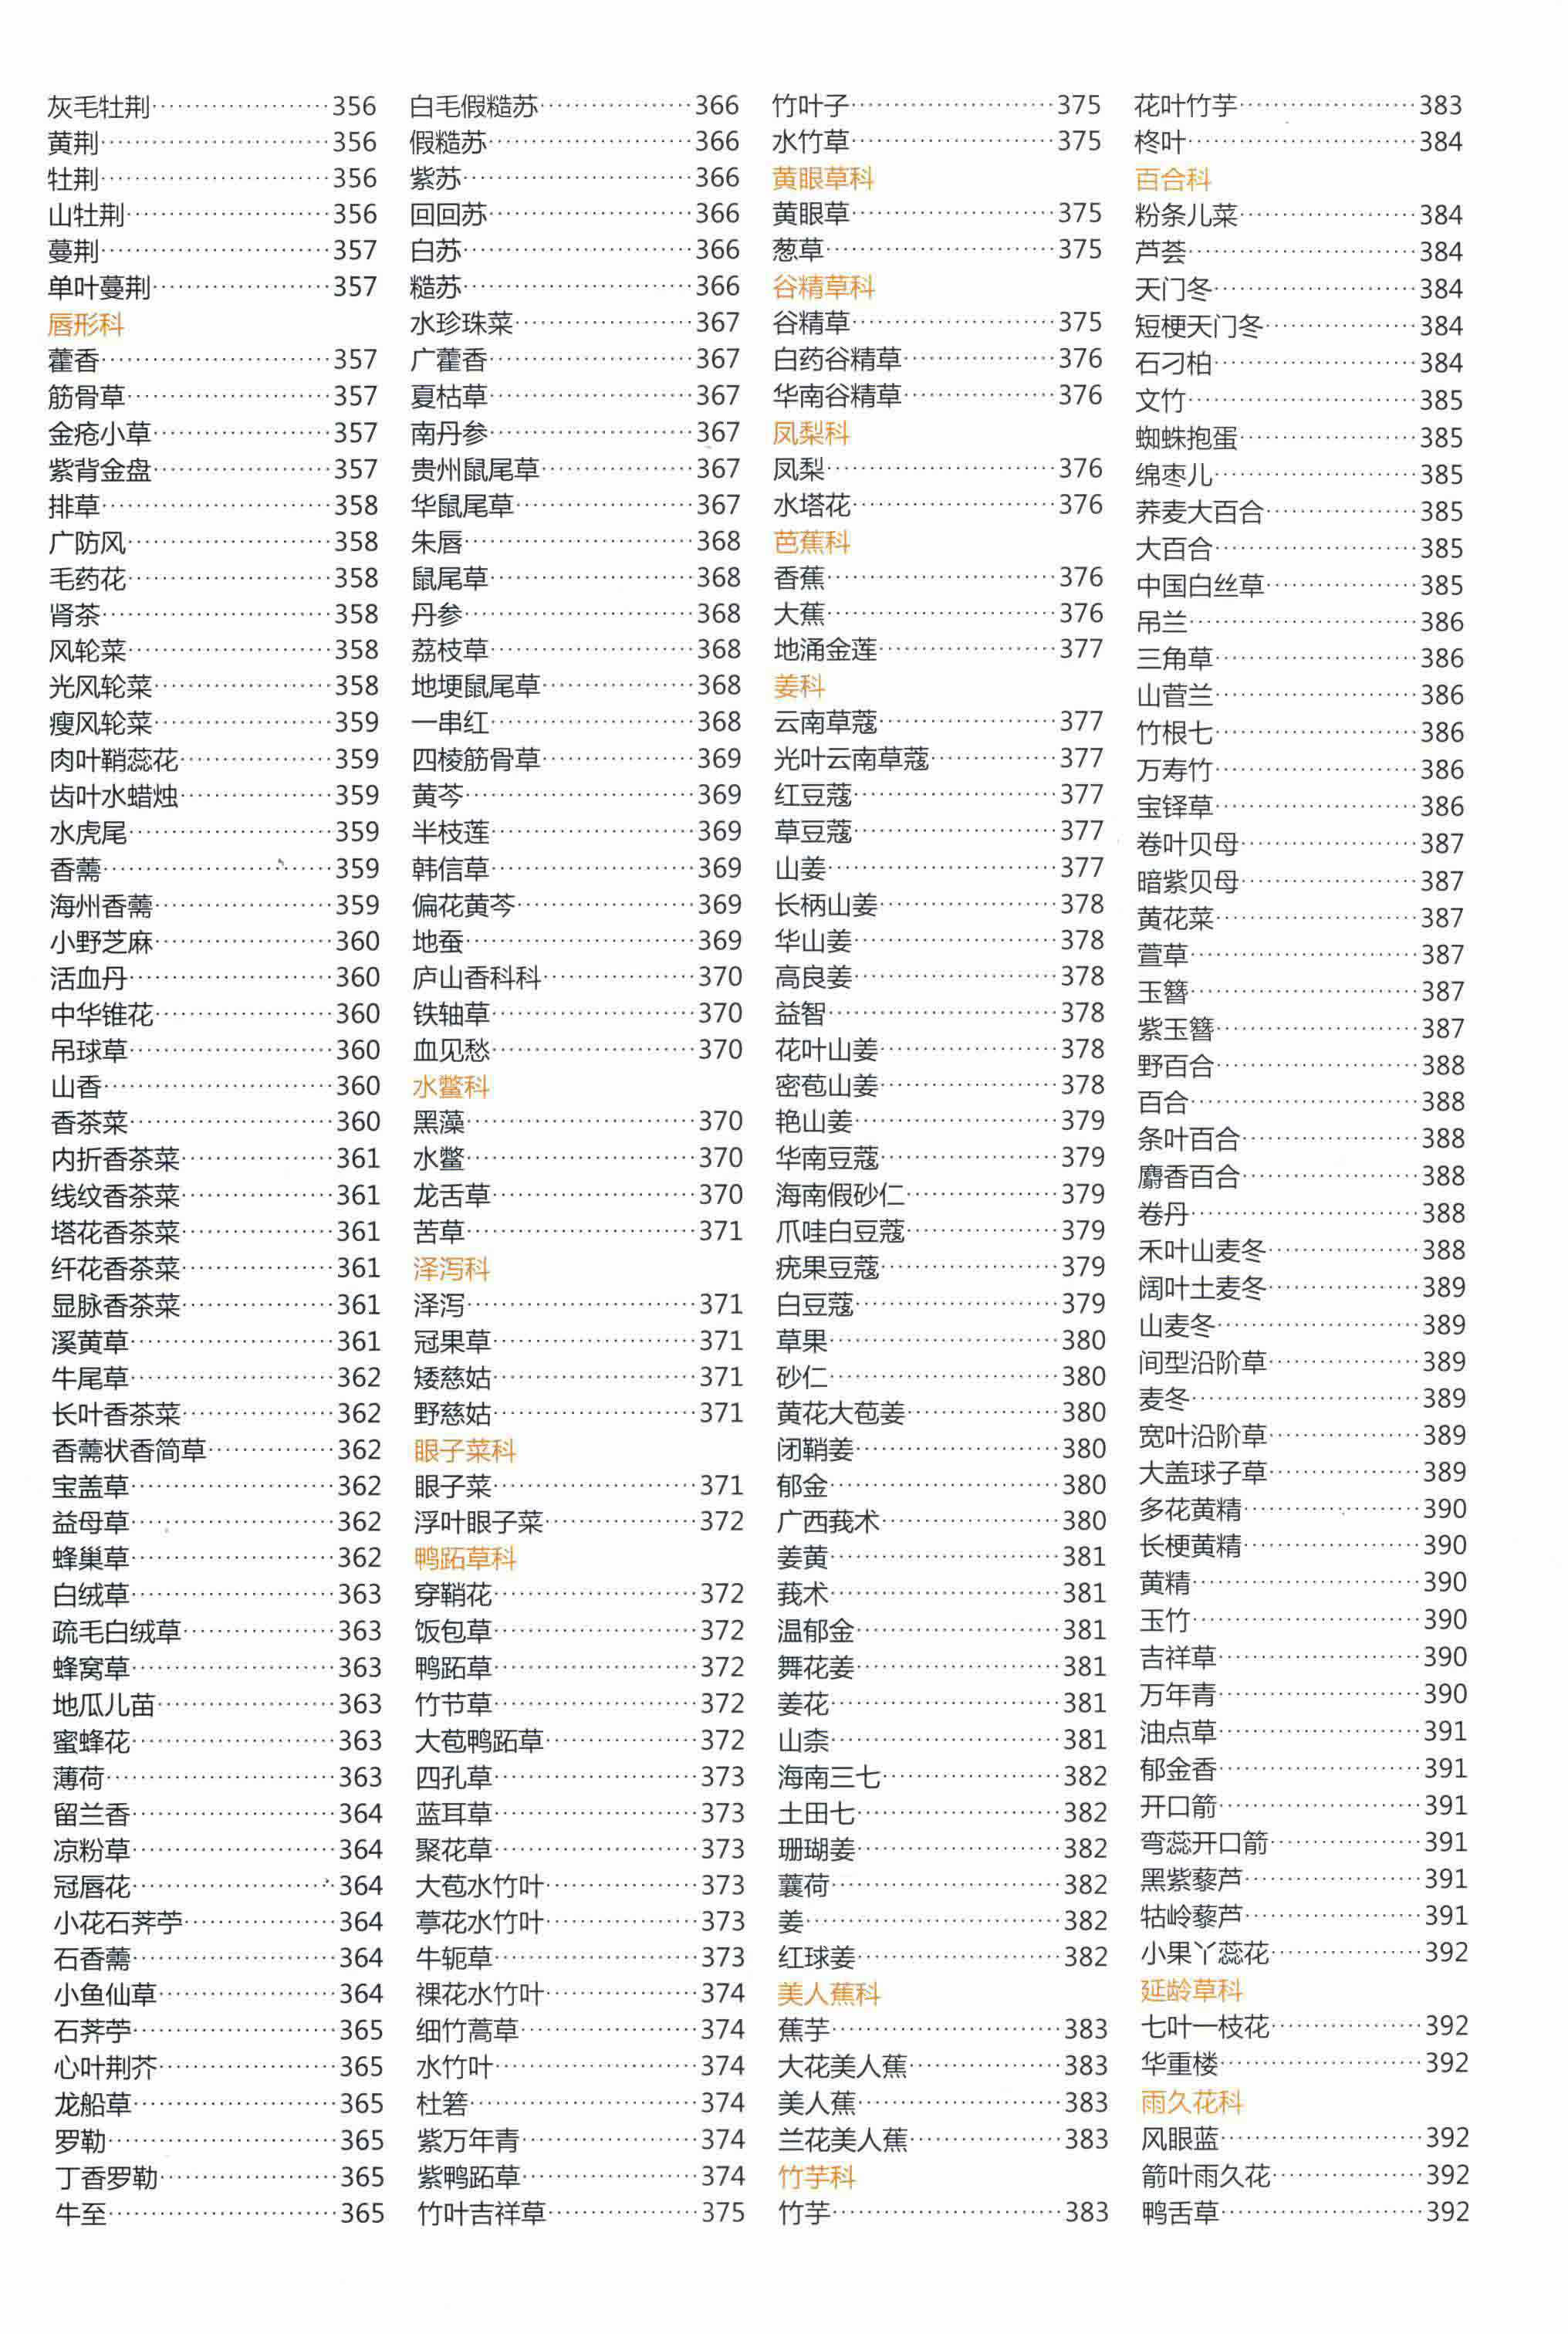 灰毛牡荆 356
黄荆 356
牡荆 356
山牡荆 356
蔓荆 357
单叶蔓荆 357
唇形科
藿香 357
筋骨草 357
金疮小草 357
紫背金盘 357
排草 358
广防风 358
毛药花 358
肾茶 358
风轮菜 358
光风轮菜 358
瘦风轮菜 359
肉叶鞘蕊花 359
齿叶水蜡烛 359
水虎尾 359
香薷 359
海州香薷 359
小野芝麻 360
活血丹 360
中华锥花 360
吊球草 360
山香 360
香茶菜 360
内折香茶菜 361
线纹香茶菜 361
塔花香茶菜 361
纤花香茶菜 361
显脉香茶菜 361
溪黄草 361
牛尾草 362
长叶香茶菜 362
香薷状香简草 362
宝盖草 362
益母草 362
蜂巢草 362
白绒草 363
疏毛白绒草 363
蜂窝草 363
地瓜儿苗 363
蜜蜂花 363
薄荷 363
留兰香 364
凉粉草 364
冠唇花 364
小花石荠苧 364
石香薷 364
小鱼仙草 364
石荠苧 365
心叶荆芥 365
龙船草 365
罗勒 365
丁香罗勒 365
牛至 365
白毛假糙苏 366
假糙苏 366
紫苏 366
回回苏 366
白苏 366
糙苏 366
水珍珠菜 367
广藿香 367
夏枯草 367
南丹参 367
贵州鼠尾草 367
华鼠尾草 367
朱唇 368
鼠尾草 368
丹参 368
荔枝草 368
地埂鼠尾草 368
一串红 368
四棱筋骨草 369
黄芩 369
半枝莲 369
韩信草 369
偏花黄芩 369
地蚕 369
庐山香科科 370
铁轴草 370
血见愁 370
水鳖科
黑藻 370
水鳖 370
龙舌草 370
苦草 371
泽泻科
泽泻 371
冠果草 371
矮慈姑 371
野慈姑 371
眼子菜科
眼子菜 371
浮叶眼子菜 372
鸭跖草科
穿鞘花 372
饭包草 372
鸭跖草 372
竹节草 372
大苞鸭跖草 372
四孔草 373
蓝耳草 373
聚花草 373
大苞水竹叶 373
葶花水竹叶 373
牛轭草 373
裸花水竹叶 374
细竹蒿草 374
水竹叶 374
杜若 374
紫万年青 374
紫鸭跖草 374
竹叶吉祥草 375
竹叶子 375
水竹草 375
黄眼草科
黄眼草 375
葱草 375
谷精草科
谷精草 375
白药谷精草 376
华南谷精草 376
凤梨科
凤梨 376
水塔花 376
芭蕉科
香蕉 376
大蕉 376
地涌金莲 377
姜科
云南草蔻 377
光叶云南草蔻 377
红豆蔻 377
草豆蔻 377
山姜 377
长柄山姜 378
华山姜 378
高良姜 378
益智 378
花叶山姜 378
密苞山姜 378
艳山姜 379
华南豆蔻 379
海南假砂仁 379
爪哇白豆蔻 379
疣果豆蔻 379
白豆蔻 379
草果 380
砂仁 380
黄花大苞姜 380
闭鞘姜 380
郁金 380
广西莪术 380
姜黄 381
莪术 381
温郁金 381
舞花姜 381
姜花 381
山柰 381
海南三七 382
土田七 382
珊瑚姜 382
蘘荷 382
姜 382
红球姜 382
美人蕉科
蕉芋 383
大花美人蕉 383
美人蕉 383
兰花美人蕉 383
竹芋科
竹芋 383
花叶竹芋 383
柊叶 384
百合科
粉条儿菜 384
芦荟 384
天门冬 384
短梗天门冬 384
石刁柏 384
文竹 385
蜘蛛抱蛋 385
绵枣儿 385
荞麦大百合 385
大百合 385
中国白丝草 385
吊兰 386
三角草 386
山菅兰 386
竹根七 386
万寿竹 386
宝铎草 386
卷叶贝母 387
暗紫贝母 387
黄花菜 387
萱草 387
玉簪 387
紫玉簪 387
野百合 388
百合 388
条叶百合 388
麝香百合 388
卷丹 388
禾叶山麦冬 388
阔叶土麦冬 389
山麦冬 389
间型沿阶草 389
麦冬 389
宽叶沿阶草 389
大盖球子草 389
多花黄精 390
长梗黄精 390
黄精 390
玉竹 390
吉祥草 390
万年青 390
油点草 391
郁金香 391
开口箭 391
弯蕊开口箭 391
黑紫藜芦 391
牯岭藜芦 391
小果丫蕊花 392
延龄草科
七叶一枝花 392
华重楼 392
雨久花科
凤眼蓝 392
箭叶雨久花 392
鸭舌草 392